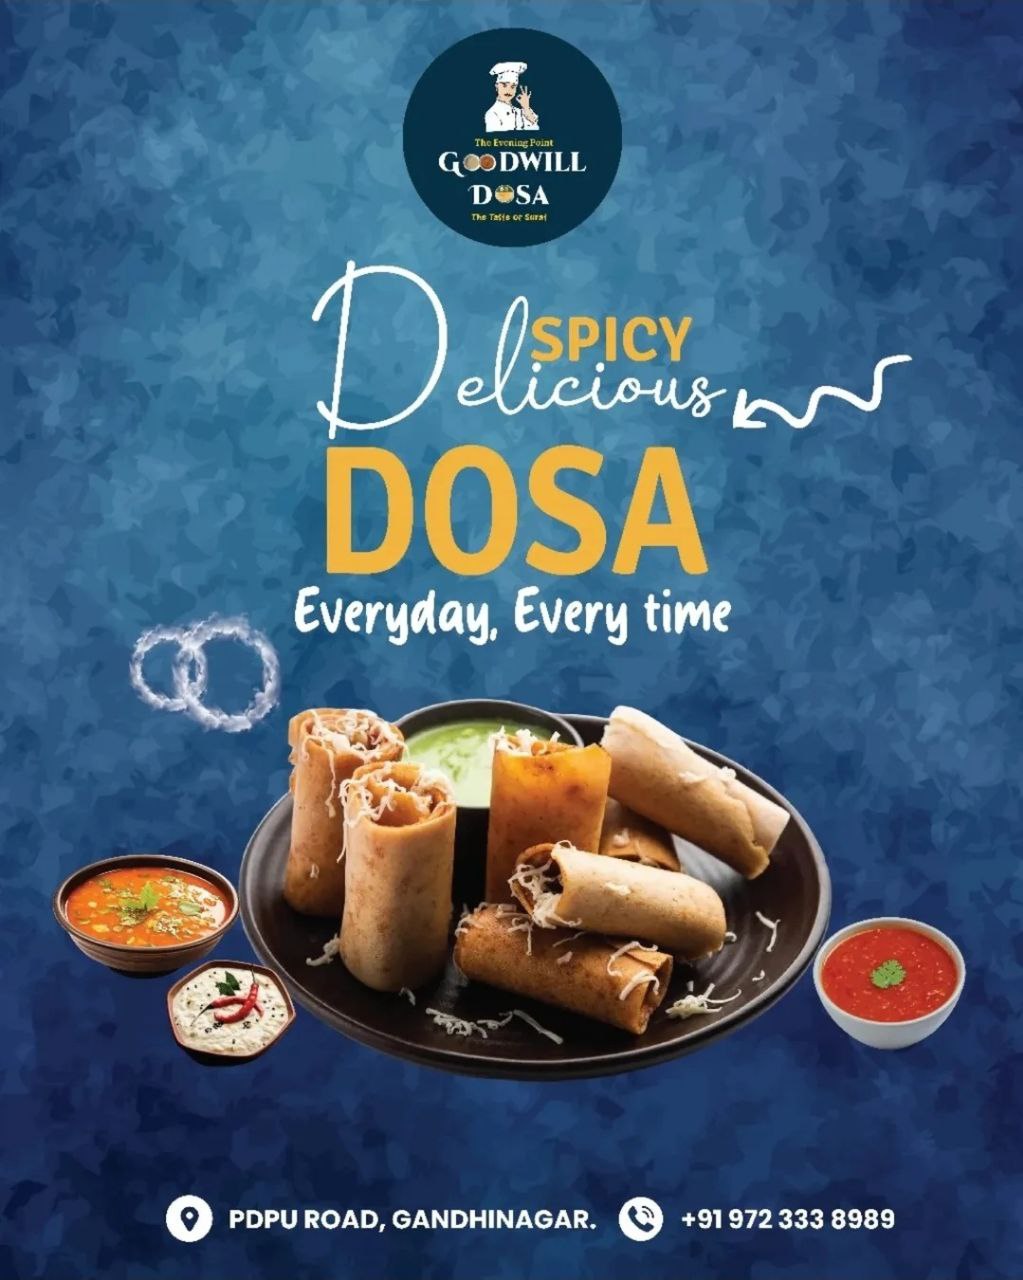 The Evening Point
GOODWILL
DOSA
The Taste of Surat
SPICY
Delicious
DOSA
Everyday, Every time
PDPU ROAD, GANDHINAGAR.
+91 972 333 8989